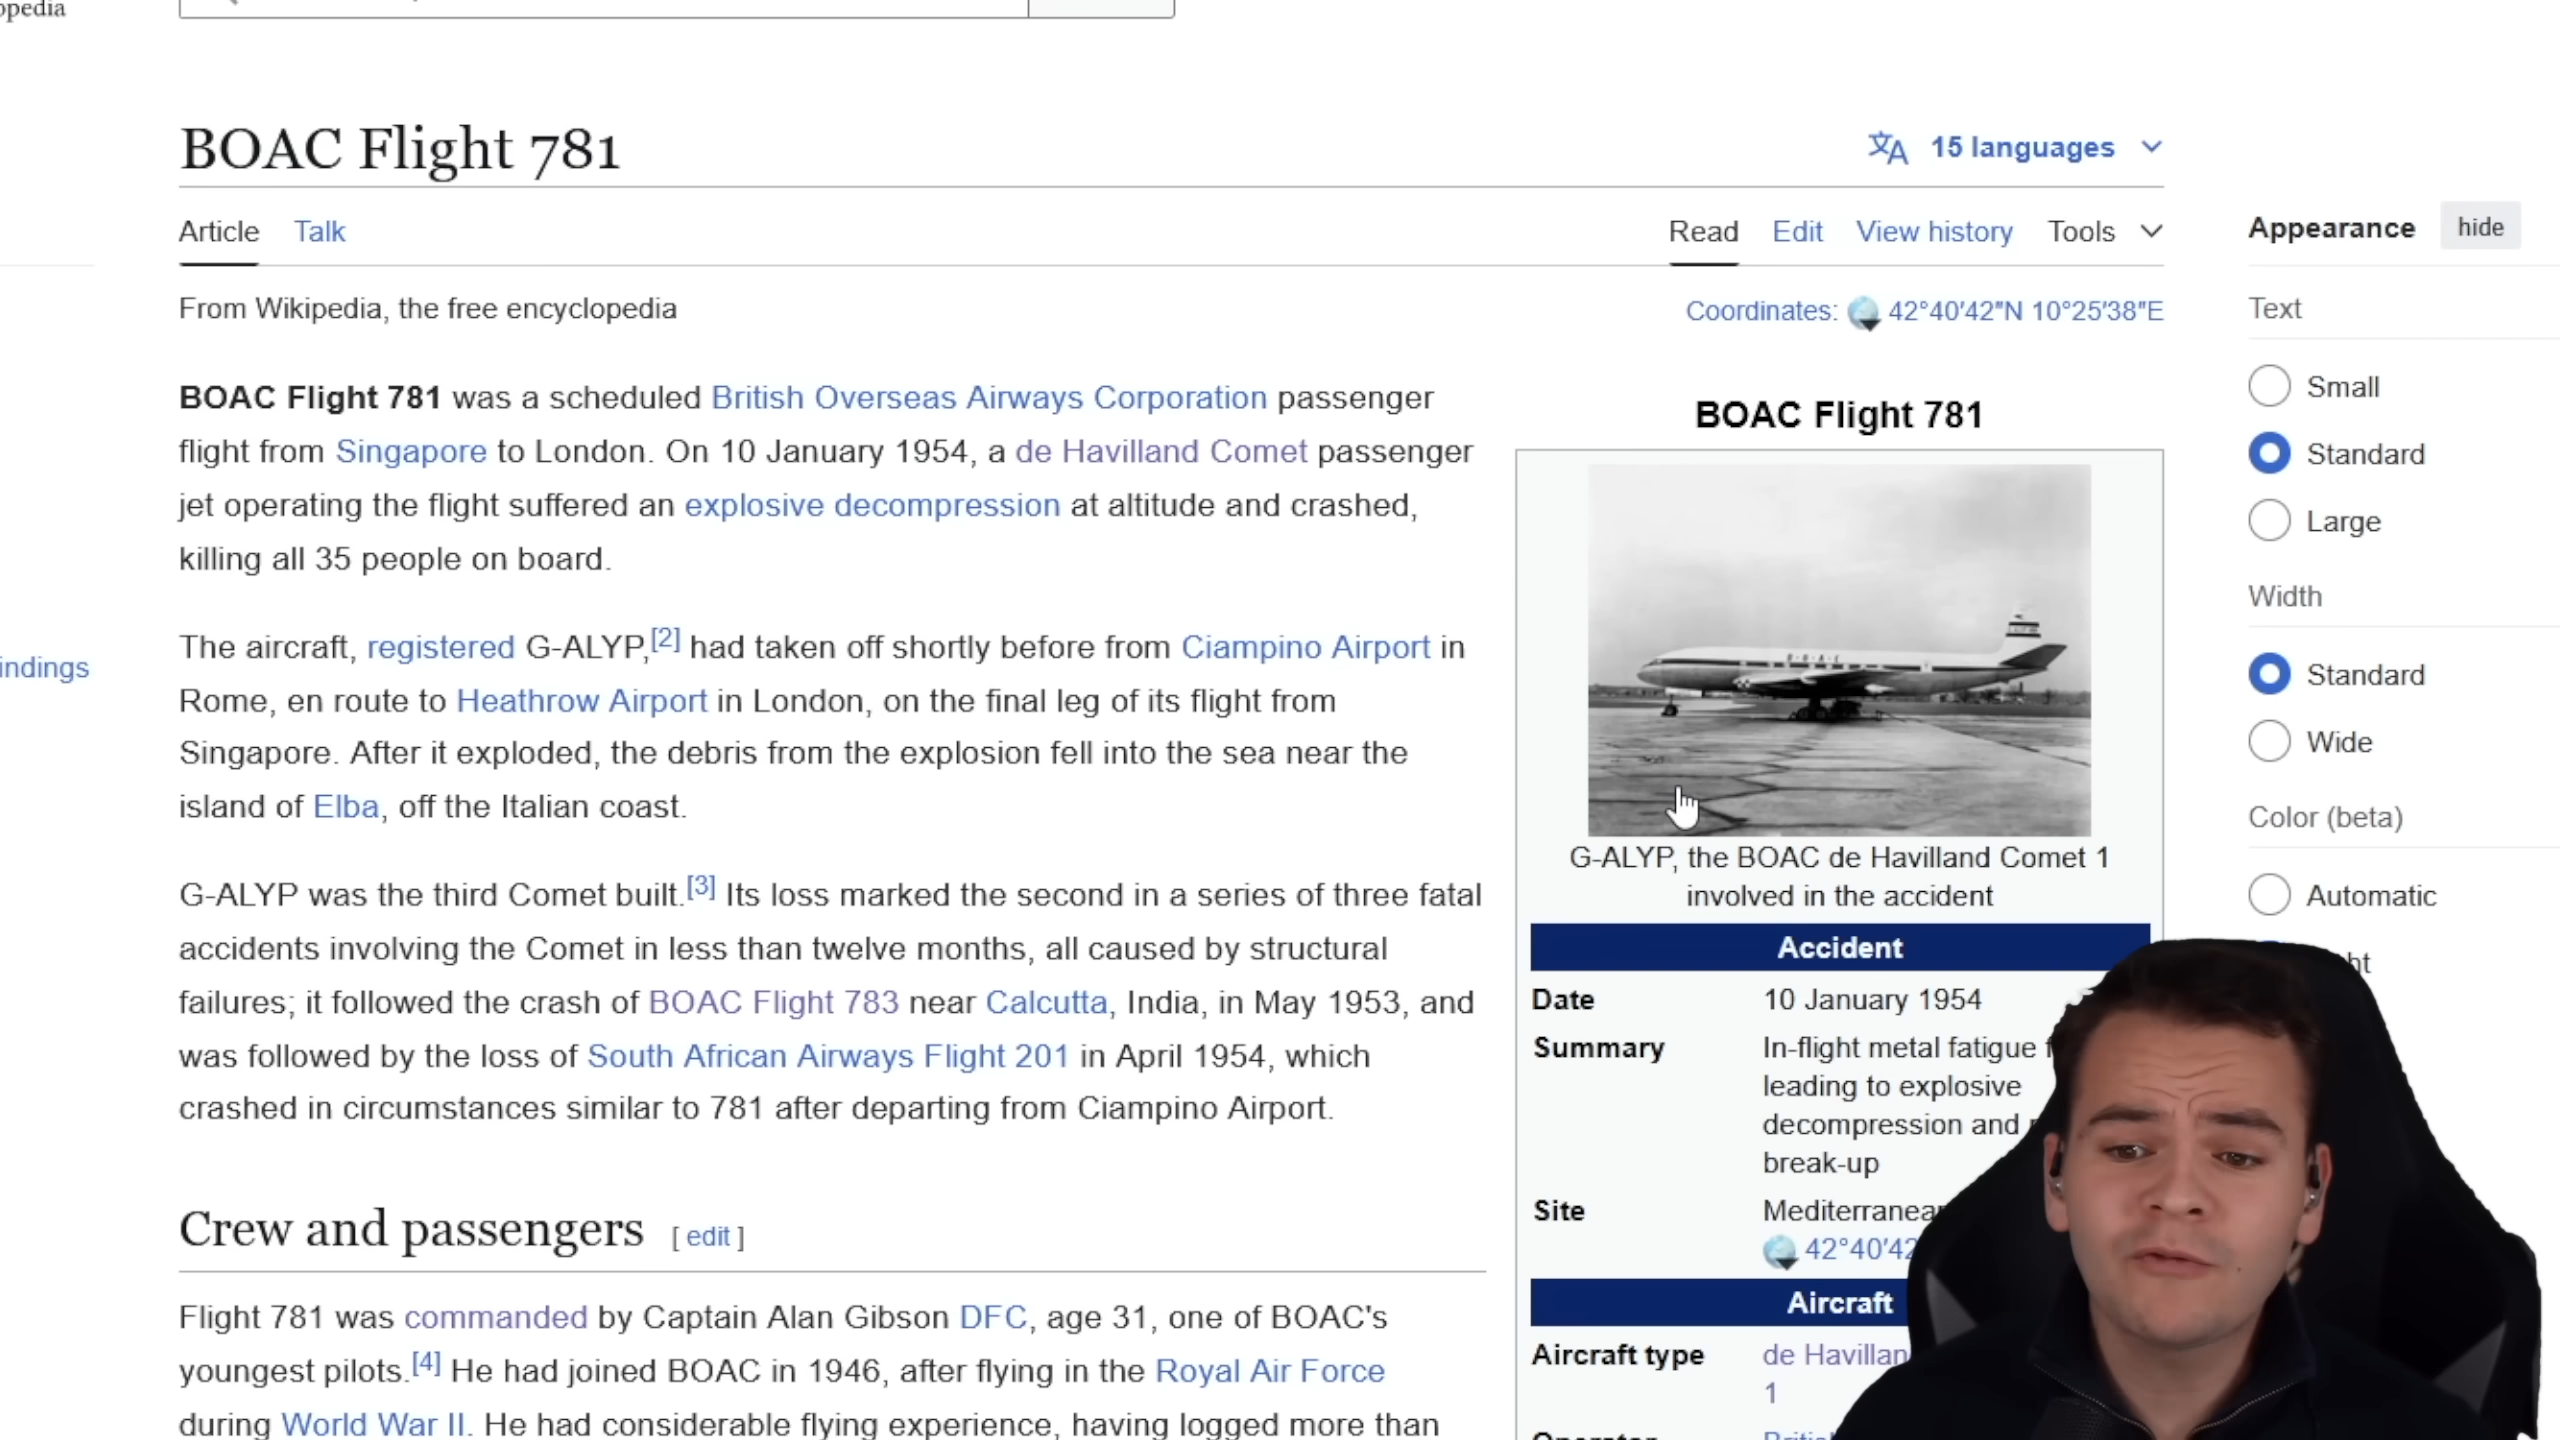 opedia
BOAC Flight 781
15 languages
Article Talk
Read Edit View history Tools
Appearance hide
From Wikipedia, the free encyclopedia
Coordinates: 42°40′42″N 10°25′38″E
Text
Small
Standard
Large
Width
Standard
Wide
Color (beta)
Automatic
ht
indings
BOAC Flight 781 was a scheduled British Overseas Airways Corporation passenger
flight from Singapore to London. On 10 January 1954, a de Havilland Comet passenger
jet operating the flight suffered an explosive decompression at altitude and crashed,
killing all 35 people on board.
The aircraft, registered G-ALYP,[2] had taken off shortly before from Ciampino Airport in
Rome, en route to Heathrow Airport in London, on the final leg of its flight from
Singapore. After it exploded, the debris from the explosion fell into the sea near the
island of Elba, off the Italian coast.
G-ALYP was the third Comet built.[3] Its loss marked the second in a series of three fatal
accidents involving the Comet in less than twelve months, all caused by structural
failures; it followed the crash of BOAC Flight 783 near Calcutta, India, in May 1953, and
was followed by the loss of South African Airways Flight 201 in April 1954, which
crashed in circumstances similar to 781 after departing from Ciampino Airport.
Crew and passengers [ edit ]
Flight 781 was commanded by Captain Alan Gibson DFC, age 31, one of BOAC's
youngest pilots.[4] He had joined BOAC in 1946, after flying in the Royal Air Force
during World War II. He had considerable flying experience, having logged more than
BOAC Flight 781
B·O·A·C
G-ALYP, the BOAC de Havilland Comet 1
involved in the accident
Accident
Date 10 January 1954
Summary In-flight metal fatigue
leading to explosive
decompression and
break-up
Site Mediterranea
42°40′42
Aircraft
Aircraft type de Havillan
1
Operator Britis